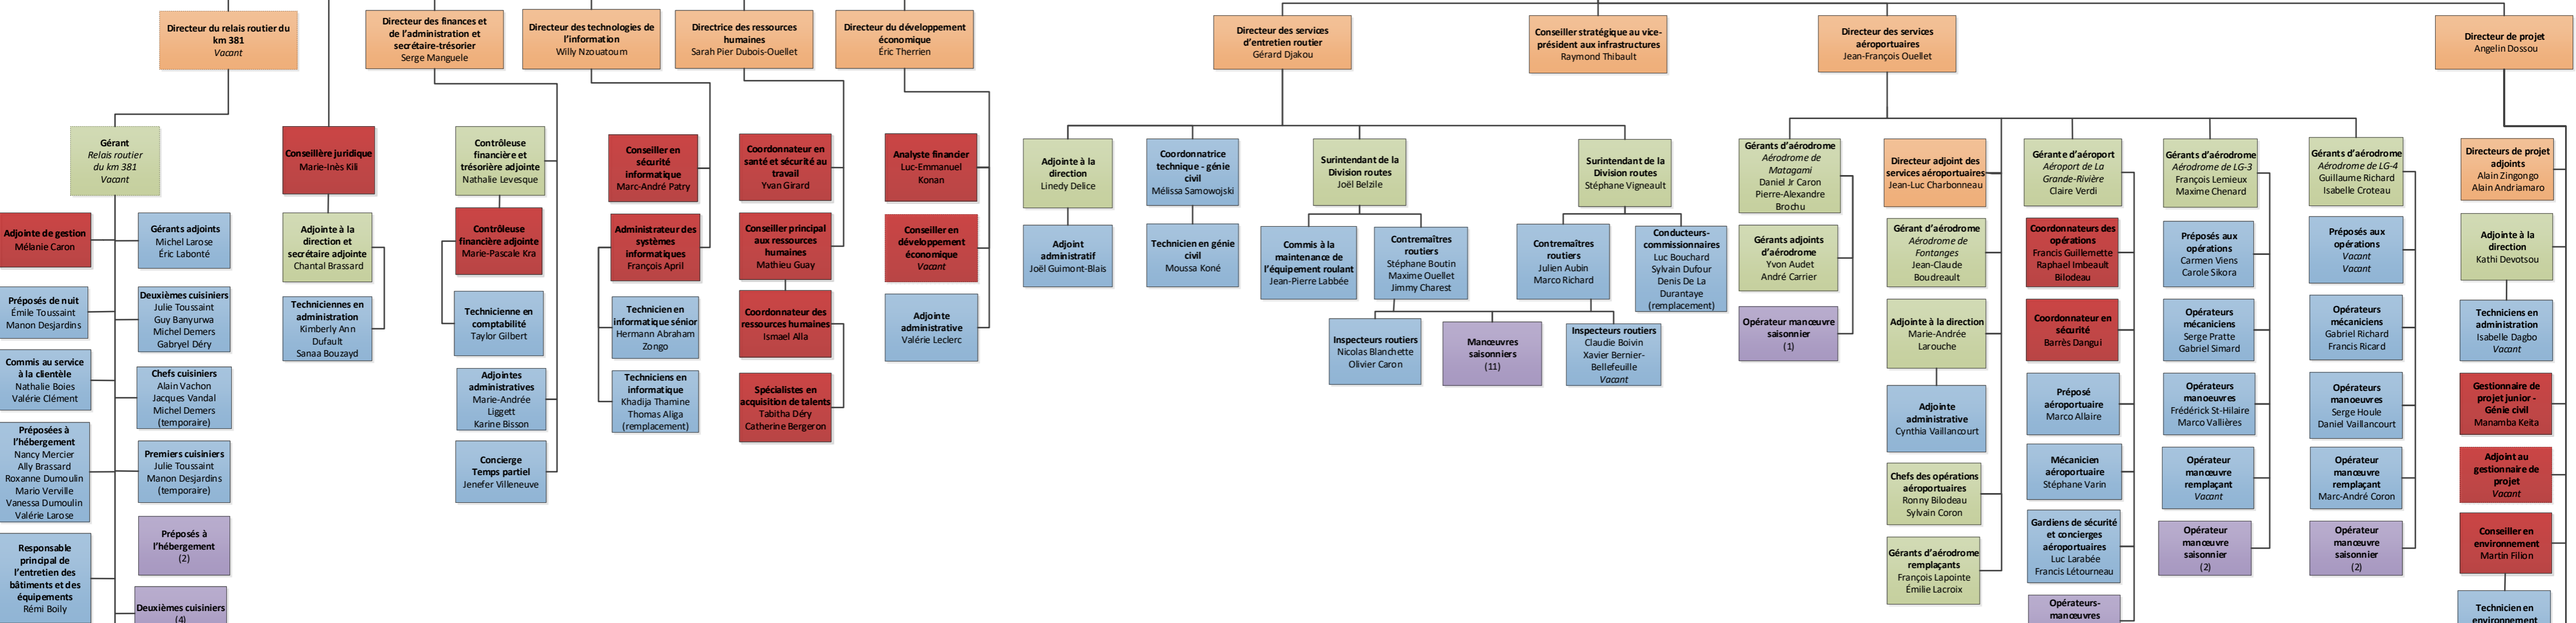 Directeur du relais routier du
km 381
Vacant
Directeur des finances et
de l'administration et
secrétaire-trésorier
Serge Manguele
Directeur des technologies de
l'information
Willy Nzouatoum
Directrice des ressources
humaines
Sarah Pier Dubois-Ouellet
Directeur du développement
économique
Éric Therrien
Directeur des services
d'entretien routier
Gérard Djakou
Conseiller stratégique au vice-
président aux infrastructures
Raymond Thibault
Directeur des services
aéroportuaires
Jean-François Ouellet
Directeur de projet
Angelin Dossou
Gérant
Relais routier
du km 381
Vacant
Adjointe de gestion
Mélanie Caron
Préposés de nuit
Émile Toussaint
Manon Desjardins
Commis au service
à la clientèle
Nathalie Boies
Valérie Clément
Préposées à
l'hébergement
Nancy Mercier
Ally Brassard
Roxanne Dumoulin
Mario Verville
Vanessa Dumoulin
Valérie Larose
Responsable
principal de
l'entretien des
bâtiments et des
équipements
Rémi Boily
Gérants adjoints
Michel Larose
Éric Labonté
Deuxièmes cuisiniers
Julie Toussaint
Guy Banyurwa
Michel Demers
Gabryel Déry
Chefs cuisiniers
Alain Vachon
Jacques Vandal
Michel Demers
(temporaire)
Premiers cuisiniers
Julie Toussaint
Manon Desjardins
(temporaire)
Préposés à
l'hébergement
(2)
Deuxièmes cuisiniers
(4)
Conseillère juridique
Marie-Inès Kili
Adjointe à la
direction et
secrétaire adjointe
Chantal Brassard
Techniciennes en
administration
Kimberly Ann
Dufault
Sanaa Bouzayd
Contrôleuse
financière et
trésorière adjointe
Nathalie Levesque
Contrôleuse
financière adjointe
Marie-Pascale Kra
Technicienne en
comptabilité
Taylor Gilbert
Adjointes
administratives
Marie-Andrée
Liggett
Karine Bisson
Concierge
Temps partiel
Jenefer Villeneuve
Conseiller en
sécurité
informatique
Marc-André Patry
Administrateur des
systèmes
informatiques
François April
Technicien en
informatique sénior
Hermann Abraham
Zongo
Techniciens en
informatique
Khadija Thamine
Thomas Aliga
(remplacement)
Coordonnateur en
santé et sécurité au
travail
Yvan Girard
Conseiller principal
aux ressources
humaines
Mathieu Guay
Coordonnateur des
ressources humaines
Ismael Alla
Spécialistes en
acquisition de talents
Tabitha Déry
Catherine Bergeron
Analyste financier
Luc-Emmanuel
Konan
Conseiller en
développement
économique
Vacant
Adjointe
administrative
Valérie Leclerc
Adjointe à la
direction
Linedy Delice
Adjoint
administratif
Joël Guimont-Blais
Coordonnatrice
technique - génie
civil
Mélissa Samowojski
Technicien en génie
civil
Moussa Koné
Surintendant de la
Division routes
Joël Belzile
Commis à la
maintenance de
l'équipement roulant
Jean-Pierre Labbée
Contremaîtres
routiers
Stéphane Boutin
Maxime Ouellet
Jimmy Charest
Inspecteurs routiers
Nicolas Blanchette
Olivier Caron
Manœuvres
saisonniers
(11)
Surintendant de la
Division routes
Stéphane Vigneault
Contremaîtres
routiers
Julien Aubin
Marco Richard
Conducteurs-
commissionnaires
Luc Bouchard
Sylvain Dufour
Denis De La
Durantaye
(remplacement)
Inspecteurs routiers
Claudie Boivin
Xavier Bernier-
Bellefeuille
Vacant
Gérants d'aérodrome
Aérodrome de
Matagami
Daniel Jr Caron
Pierre-Alexandre
Brochu
Gérants adjoints
d'aérodrome
Yvon Audet
André Carrier
Opérateur manœuvre
saisonnier
(1)
Directeur adjoint des
services aéroportuaires
Jean-Luc Charbonneau
Gérant d'aérodrome
Aérodrome de
Fontanges
Jean-Claude
Boudreault
Adjointe à la direction
Marie-Andrée
Larouche
Adjointe
administrative
Cynthia Vaillancourt
Chefs des opérations
aéroportuaires
Ronny Bilodeau
Sylvain Coron
Gérants d'aérodrome
remplaçants
François Lapointe
Émilie Lacroix
Gérante d'aéroport
Aéroport de La
Grande-Rivière
Claire Verdi
Coordonnateurs des
opérations
Francis Guillemette
Raphael Imbeault
Bilodeau
Coordonnateur en
sécurité
Barrès Dangui
Préposé
aéroportuaire
Marco Allaire
Mécanicien
aéroportuaire
Stéphane Varin
Gardiens de sécurité
et concierges
aéroportuaires
Luc Larabée
Francis Létourneau
Opérateurs-
manœuvres
Gérants d'aérodrome
Aérodrome de LG-3
François Lemieux
Maxime Chenard
Préposés aux
opérations
Carmen Viens
Carole Sikora
Opérateurs
mécaniciens
Serge Pratte
Gabriel Simard
Opérateurs
manoeuvres
Frédérick St-Hilaire
Marco Vallières
Opérateur
manœuvre
remplaçant
Vacant
Opérateur
manœuvre
saisonnier
(2)
Gérants d'aérodrome
Aérodrome de LG-4
Guillaume Richard
Isabelle Croteau
Préposés aux
opérations
Vacant
Vacant
Opérateurs
mécaniciens
Gabriel Richard
Francis Ricard
Opérateurs
manoeuvres
Serge Houle
Daniel Vaillancourt
Opérateur
manœuvre
remplaçant
Marc-André Coron
Opérateur
manœuvre
saisonnier
(2)
Directeurs de projet
adjoints
Alain Zingongo
Alain Andriamaro
Adjointe à la
direction
Kathi Devotsou
Techniciens en
administration
Isabelle Dagbo
Vacant
Gestionnaire de
projet junior -
Génie civil
Manamba Keita
Adjoint au
gestionnaire de
projet
Vacant
Conseiller en
environnement
Martin Filion
Technicien en
environnement